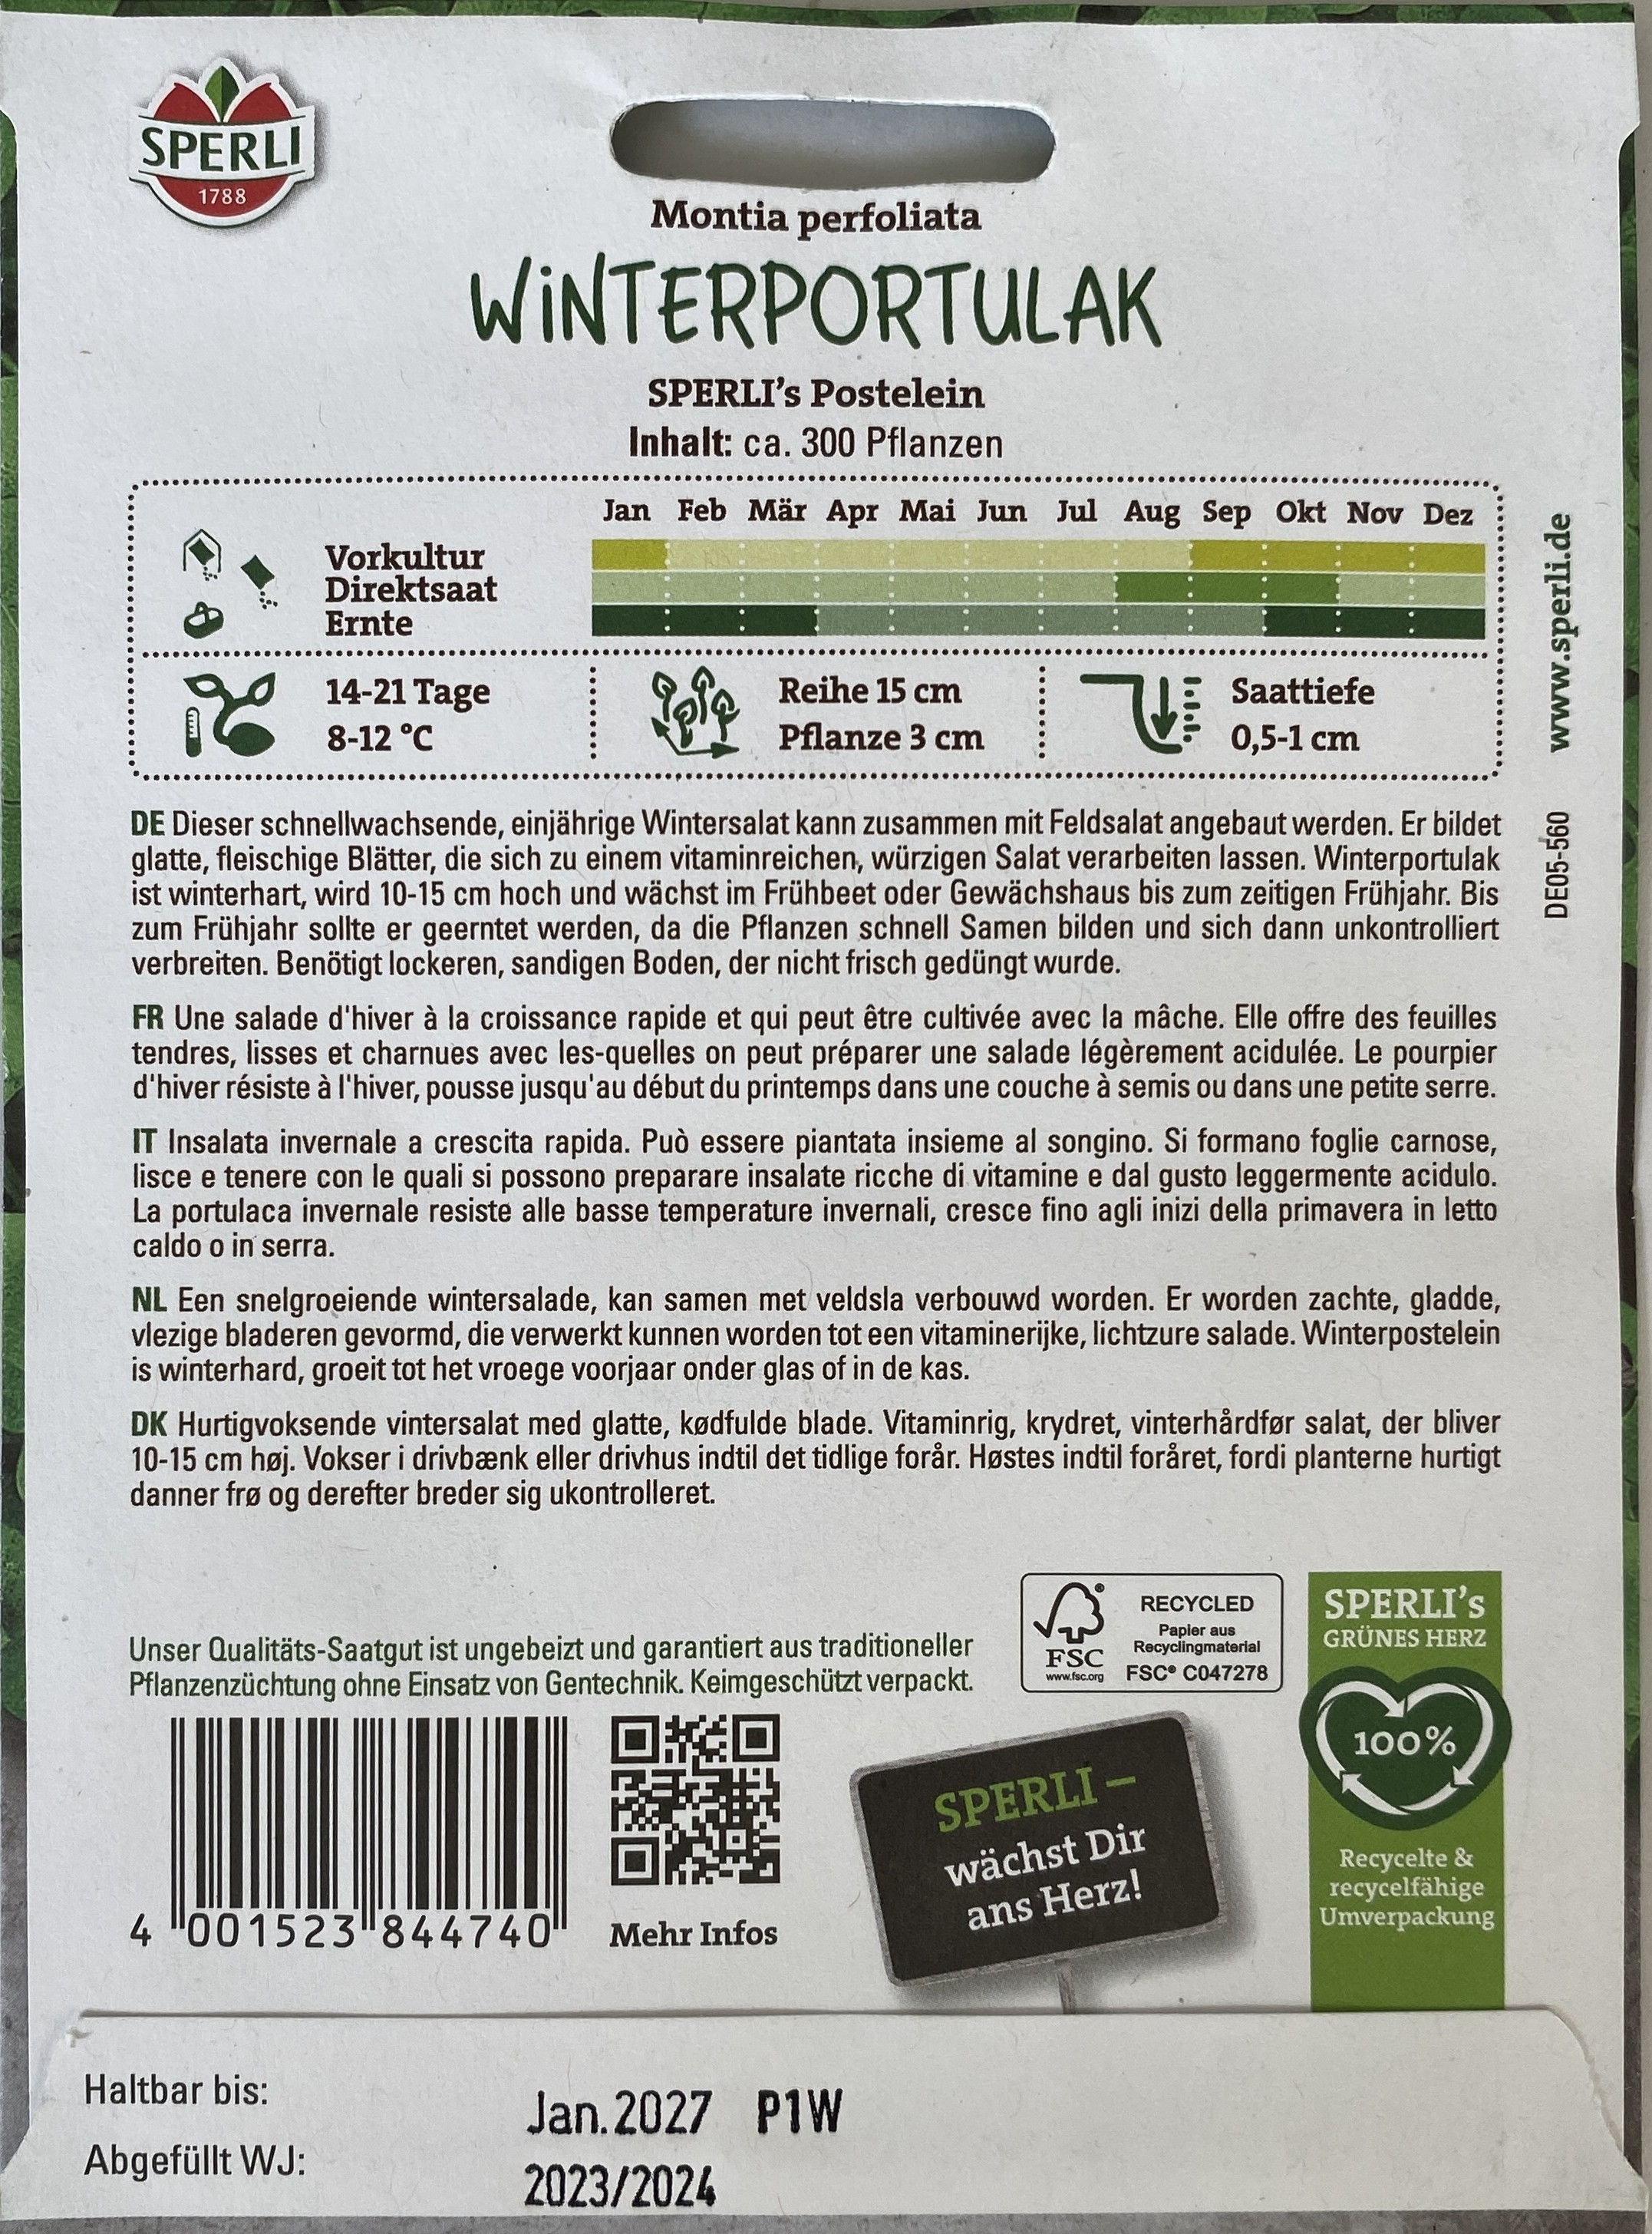 SPERLI
1788
Montia perfoliata
WiNTERPORTULAK
SPERLI's Postelein
Inhalt: ca. 300 Pflanzen
Jan Feb Mär Apr Mai Jun Jul Aug Sep Okt Nov Dez
Vorkultur
Direktsaat
Ernte
14-21 Tage
8-12 °C
Reihe 15 cm
Pflanze 3 cm
Saattiefe
0,5-1 cm
www.sperli.de
DE05-560
DE Dieser schnellwachsende, einjährige Wintersalat kann zusammen mit Feldsalat angebaut werden. Er bildet
glatte, fleischige Blätter, die sich zu einem vitaminreichen, würzigen Salat verarbeiten lassen. Winterportulak
ist winterhart, wird 10-15 cm hoch und wächst im Frühbeet oder Gewächshaus bis zum zeitigen Frühjahr. Bis
zum Frühjahr sollte er geerntet werden, da die Pflanzen schnell Samen bilden und sich dann unkontrolliert
verbreiten. Benötigt lockeren, sandigen Boden, der nicht frisch gedüngt wurde.
FR Une salade d'hiver à la croissance rapide et qui peut être cultivée avec la mâche. Elle offre des feuilles
tendres, lisses et charnues avec les-quelles on peut préparer une salade légèrement acidulée. Le pourpier
d'hiver résiste à l'hiver, pousse jusqu'au début du printemps dans une couche à semis ou dans une petite serre.
IT Insalata invernale a crescita rapida. Può essere piantata insieme al songino. Si formano foglie carnose,
lisce e tenere con le quali si possono preparare insalate ricche di vitamine e dal gusto leggermente acidulo.
La portulaca invernale resiste alle basse temperature invernali, cresce fino agli inizi della primavera in letto
caldo o in serra.
NL Een snelgroeiende wintersalade, kan samen met veldsla verbouwd worden. Er worden zachte, gladde,
vlezige bladeren gevormd, die verwerkt kunnen worden tot een vitaminerijke, lichtzure salade. Winterpostelein
is winterhard, groeit tot het vroege voorjaar onder glas of in de kas.
DK Hurtigvoksende vintersalat med glatte, kødfulde blade. Vitaminrig, krydret, vinterhårdfør salat, der bliver
10-15 cm høj. Vokser i drivbænk eller drivhus indtil det tidlige forår. Høstes indtil foråret, fordi planterne hurtigt
danner frø og derefter breder sig ukontrolleret.
Unser Qualitäts-Saatgut ist ungebeizt und garantiert aus traditioneller
Pflanzenzüchtung ohne Einsatz von Gentechnik. Keimgeschützt verpackt.
FSC
www.fsc.org
RECYCLED
Papier aus
Recyclingmaterial
FSC® C047278
SPERLI's
GRÜNES HERZ
100%
Recycelte &
recycelfähige
Umverpackung
4 001523 844740
Mehr Infos
SPERLI –
wächst Dir
ans Herz!
Haltbar bis:
Jan.2027 P1W
Abgefüllt WJ:
2023/2024